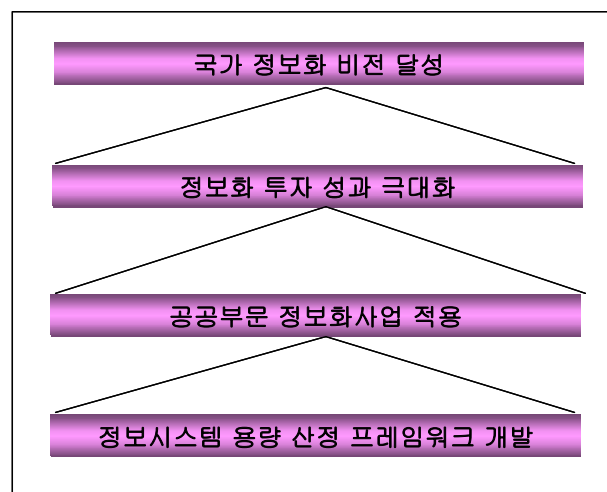 국가 정보화 비전 달성
정보화 투자 성과 극대화
공공부문 정보화사업 적용
정보시스템 용량 산정 프레임워크 개발